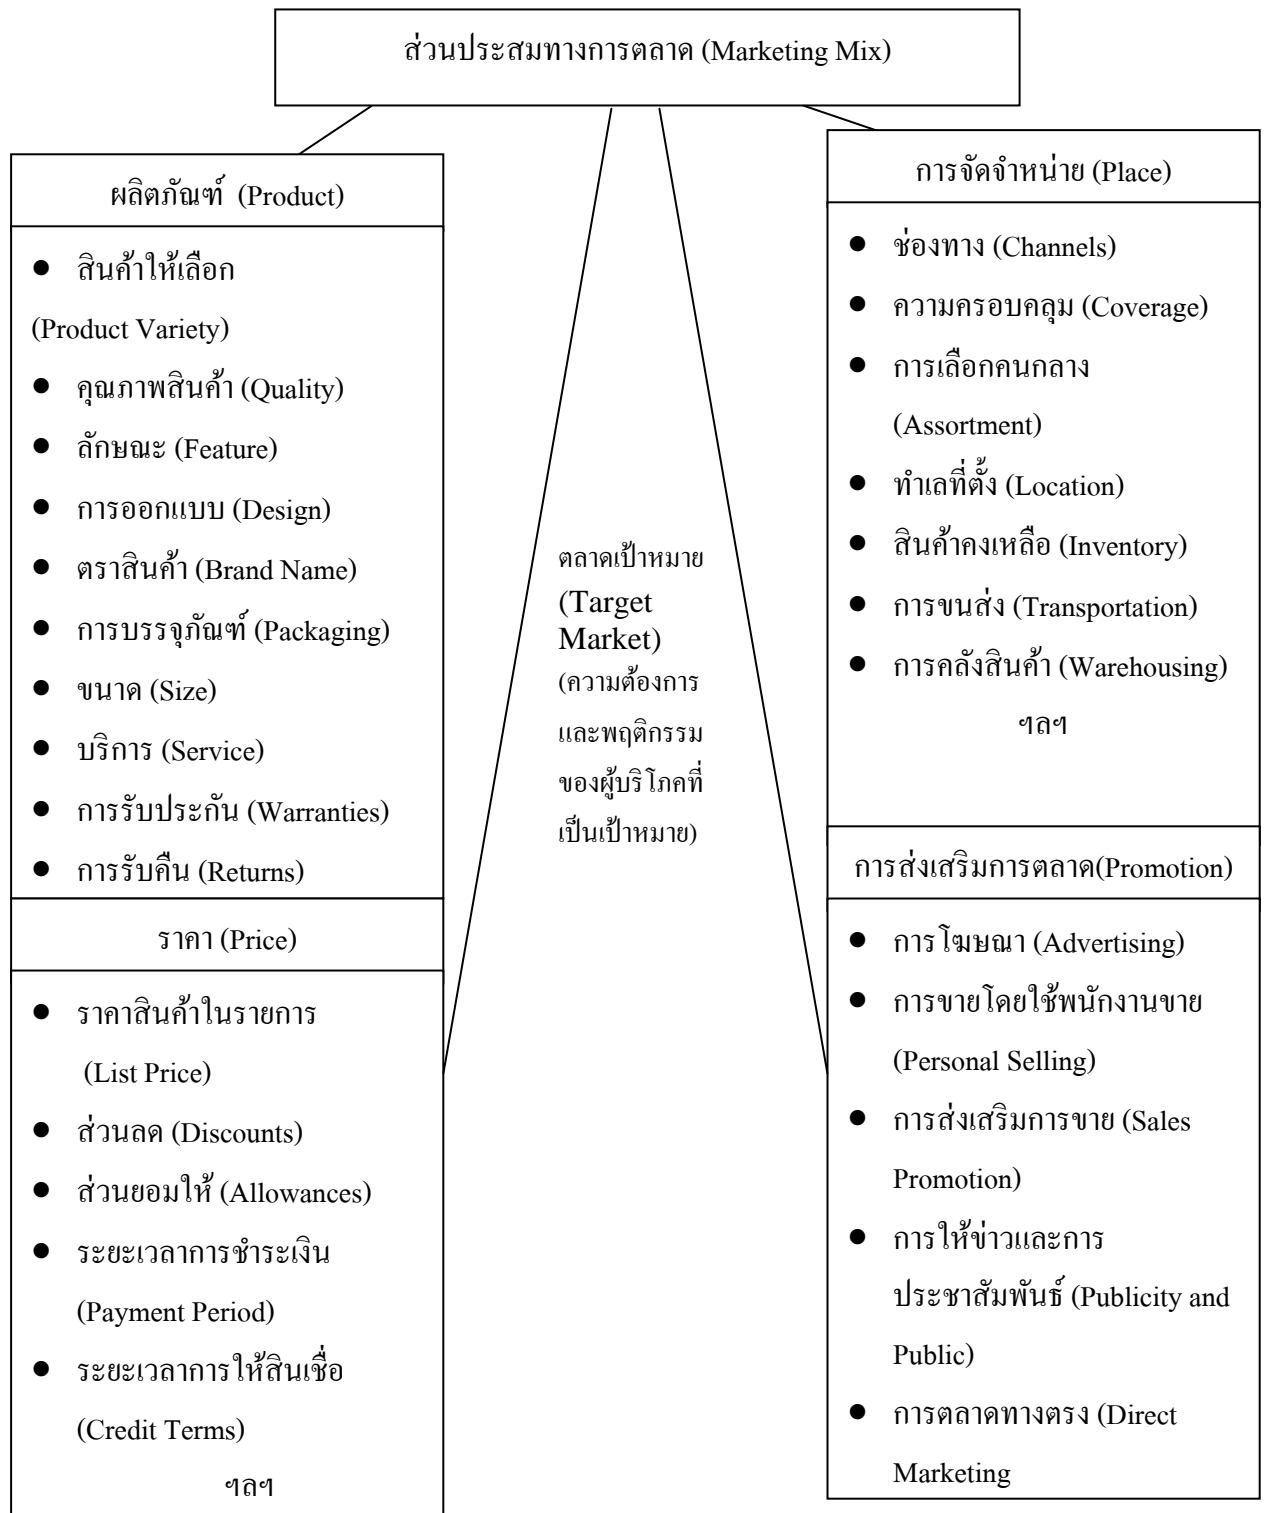 ส่วนประสมทางการตลาด (Marketing Mix)
ผลิตภัณฑ์ (Product)
● สินค้าให้เลือก
(Product Variety)
● คุณภาพสินค้า (Quality)
● ลักษณะ (Feature)
● การออกแบบ (Design)
● ตราสินค้า (Brand Name)
● การบรรจุภัณฑ์ (Packaging)
● ขนาด (Size)
● บริการ (Service)
● การรับประกัน (Warranties)
● การรับคืน (Returns)
ราคา (Price)
● ราคาสินค้าในรายการ
(List Price)
● ส่วนลด (Discounts)
● ส่วนยอมให้ (Allowances)
● ระยะเวลาการชำระเงิน
(Payment Period)
● ระยะเวลาการให้สินเชื่อ
(Credit Terms)
ฯลฯ
ตลาดเป้าหมาย
(Target
Market)
(ความต้องการ
และพฤติกรรม
ของผู้บริโภคที่
เป็นเป้าหมาย)
การจัดจำหน่าย (Place)
● ช่องทาง (Channels)
● ความครอบคลุม (Coverage)
● การเลือกคนกลาง
(Assortment)
● ทำเลที่ตั้ง (Location)
● สินค้าคงเหลือ (Inventory)
● การขนส่ง (Transportation)
● การคลังสินค้า (Warehousing)
ฯลฯ
การส่งเสริมการตลาด(Promotion)
● การโฆษณา (Advertising)
● การขายโดยใช้พนักงานขาย
(Personal Selling)
● การส่งเสริมการขาย (Sales
Promotion)
● การให้ข่าวและการ
ประชาสัมพันธ์ (Publicity and
Public)
● การตลาดทางตรง (Direct
Marketing